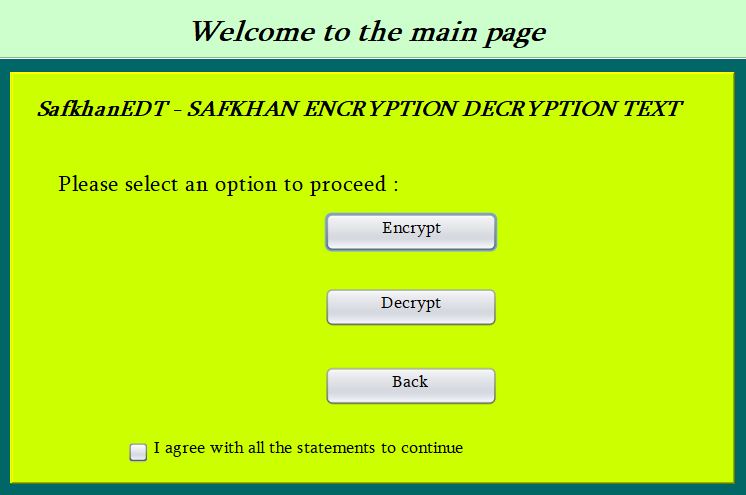 Welcome to the main page
SafkhanEDT - SAFKHAN ENCRYPTION DECRYPTION TEXT
Please select an option to proceed :
Encrypt
Decrypt
Back
I agree with all the statements to continue